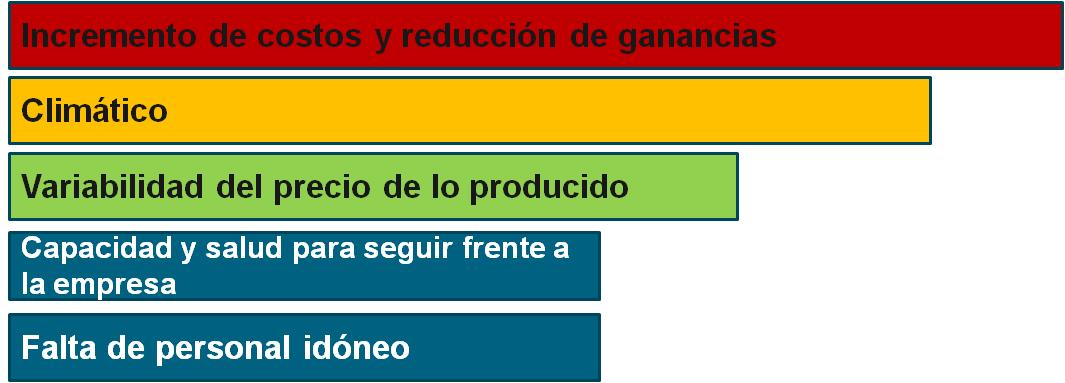 Incremento de costos y reducción de ganancias
Climático
Variabilidad del precio de lo producido
Capacidad y salud para seguir frente a
la empresa
Falta de personal idóneo